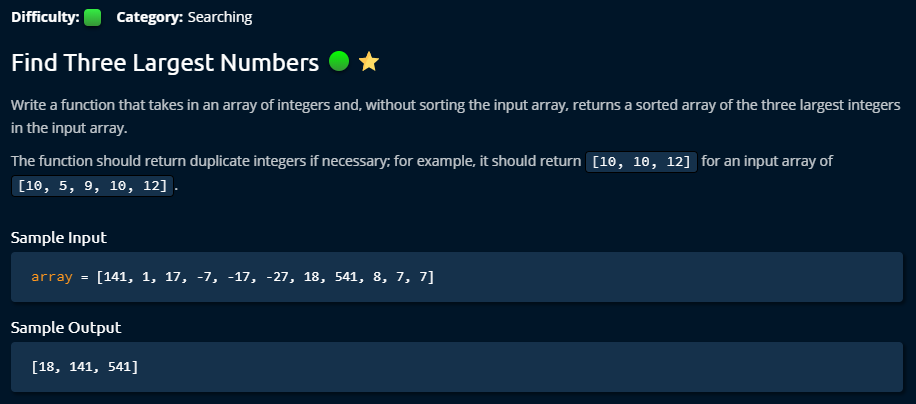 Difficulty: Category: Searching
Find Three Largest Numbers
Write a function that takes in an array of integers and, without sorting the input array, returns a sorted array of the three largest integers
in the input array.
The function should return duplicate integers if necessary; for example, it should return [10, 10, 12] for an input array of
[10, 5, 9, 10, 12].
Sample Input
array = [141, 1, 17, -7, -17, -27, 18, 541, 8, 7, 7]
Sample Output
[18, 141, 541]